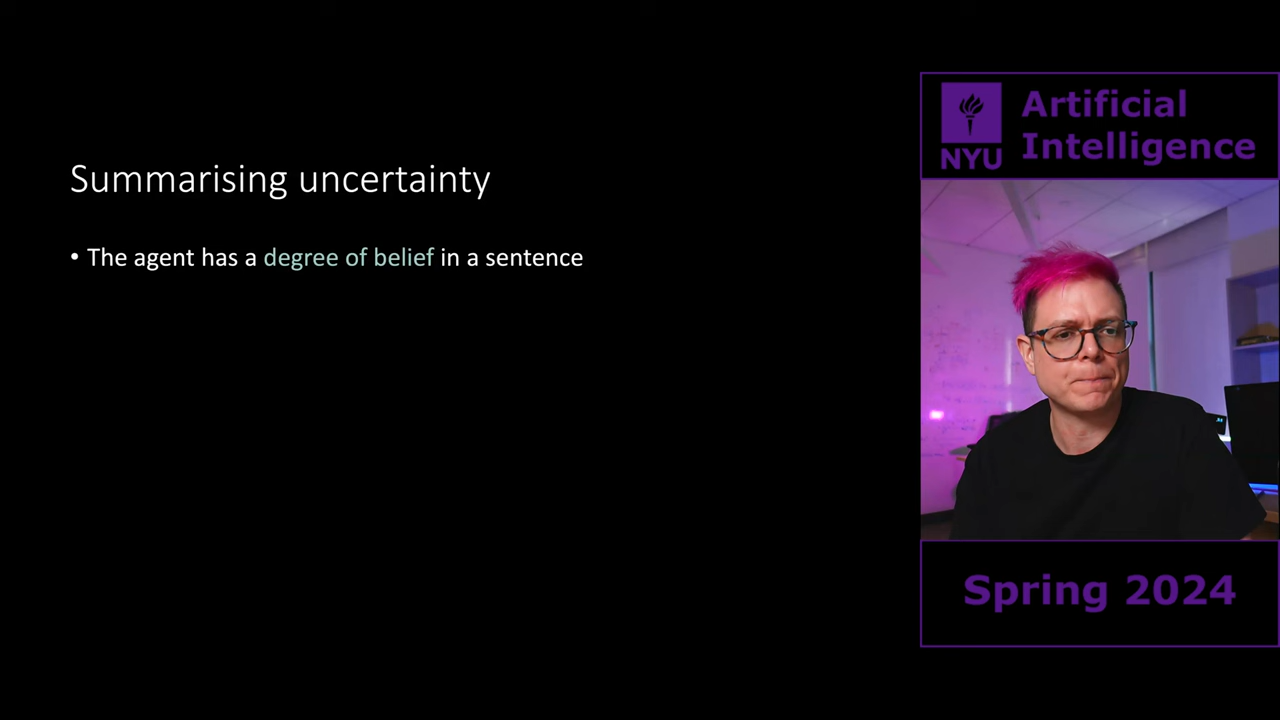 Summarising uncertainty
• The agent has a degree of belief in a sentence
NYU
Artificial
Intelligence
Spring 2024